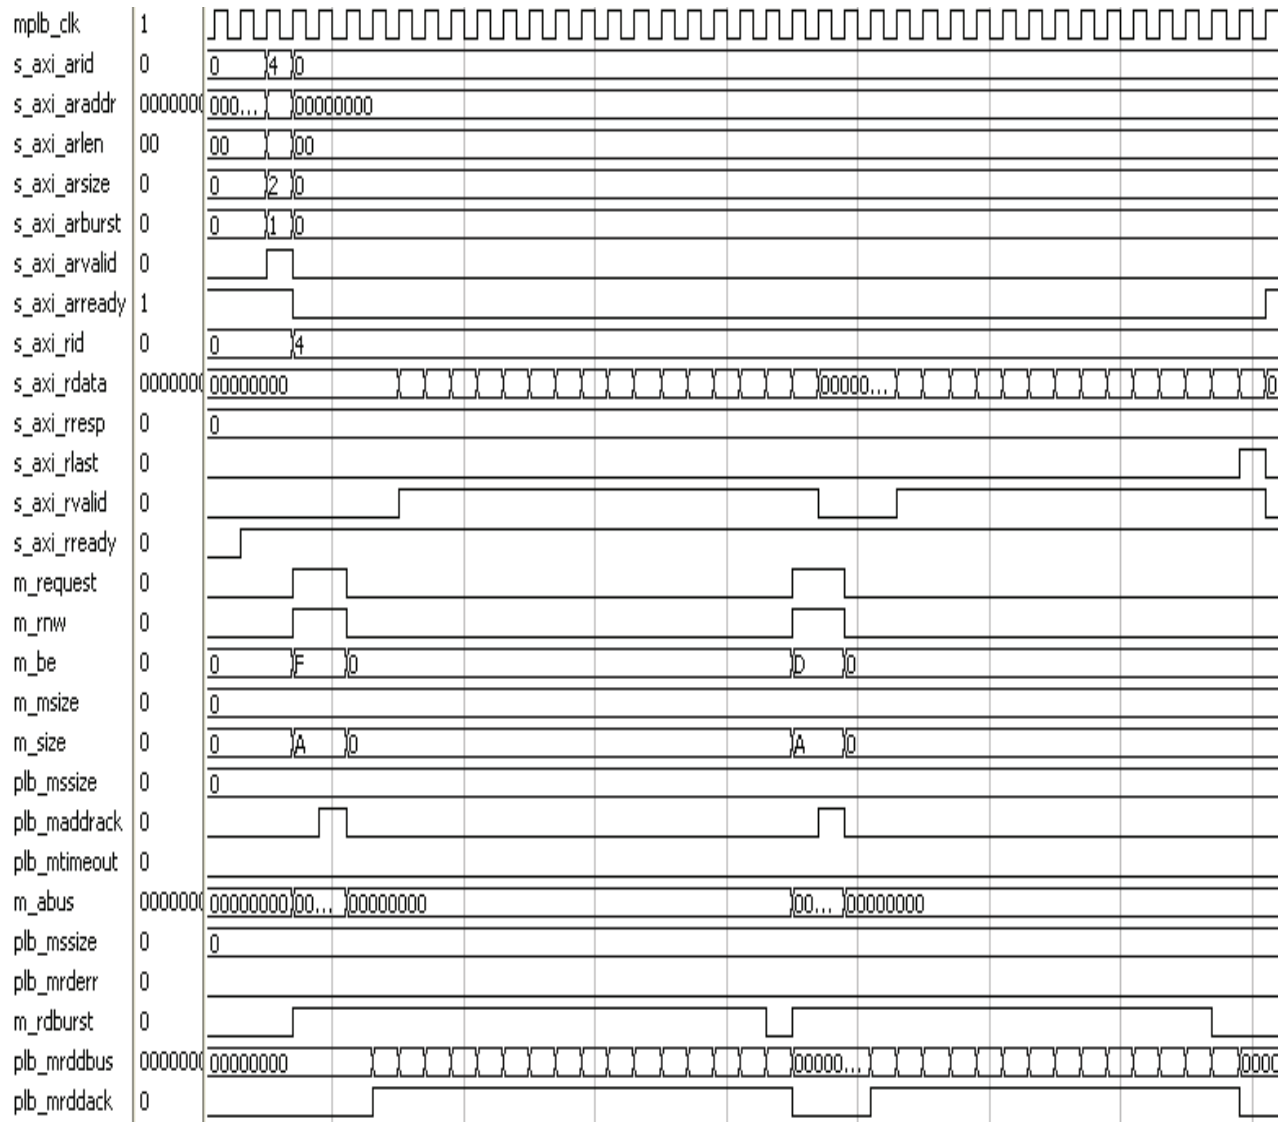 mplb_clk 1
s_axi_arid 0 0 4 0
s_axi_araddr 0000000 000... 00000000
s_axi_arlen 00 00 00
s_axi_arsize 0 0 2 0
s_axi_arburst 0 0 1 0
s_axi_arvalid 0
s_axi_arready 1
s_axi_rid 0 0 4
s_axi_rdata 0000000 00000000 00000... 0
s_axi_rresp 0 0
s_axi_rlast 0
s_axi_rvalid 0
s_axi_rready 0
m_request 0
m_rnw 0
m_be 0 0 F 0 D 0
m_msize 0 0
m_size 0 0 A 0 A 0
plb_mssize 0 0
plb_maddrack 0
plb_mtimeout 0
m_abus 0000000 00000000 00... 00000000 00... 00000000
plb_mssize 0 0
plb_mrderr 0
m_rdburst 0
plb_mrddbus 0000000 00000000 00000... 0000
plb_mrddack 0